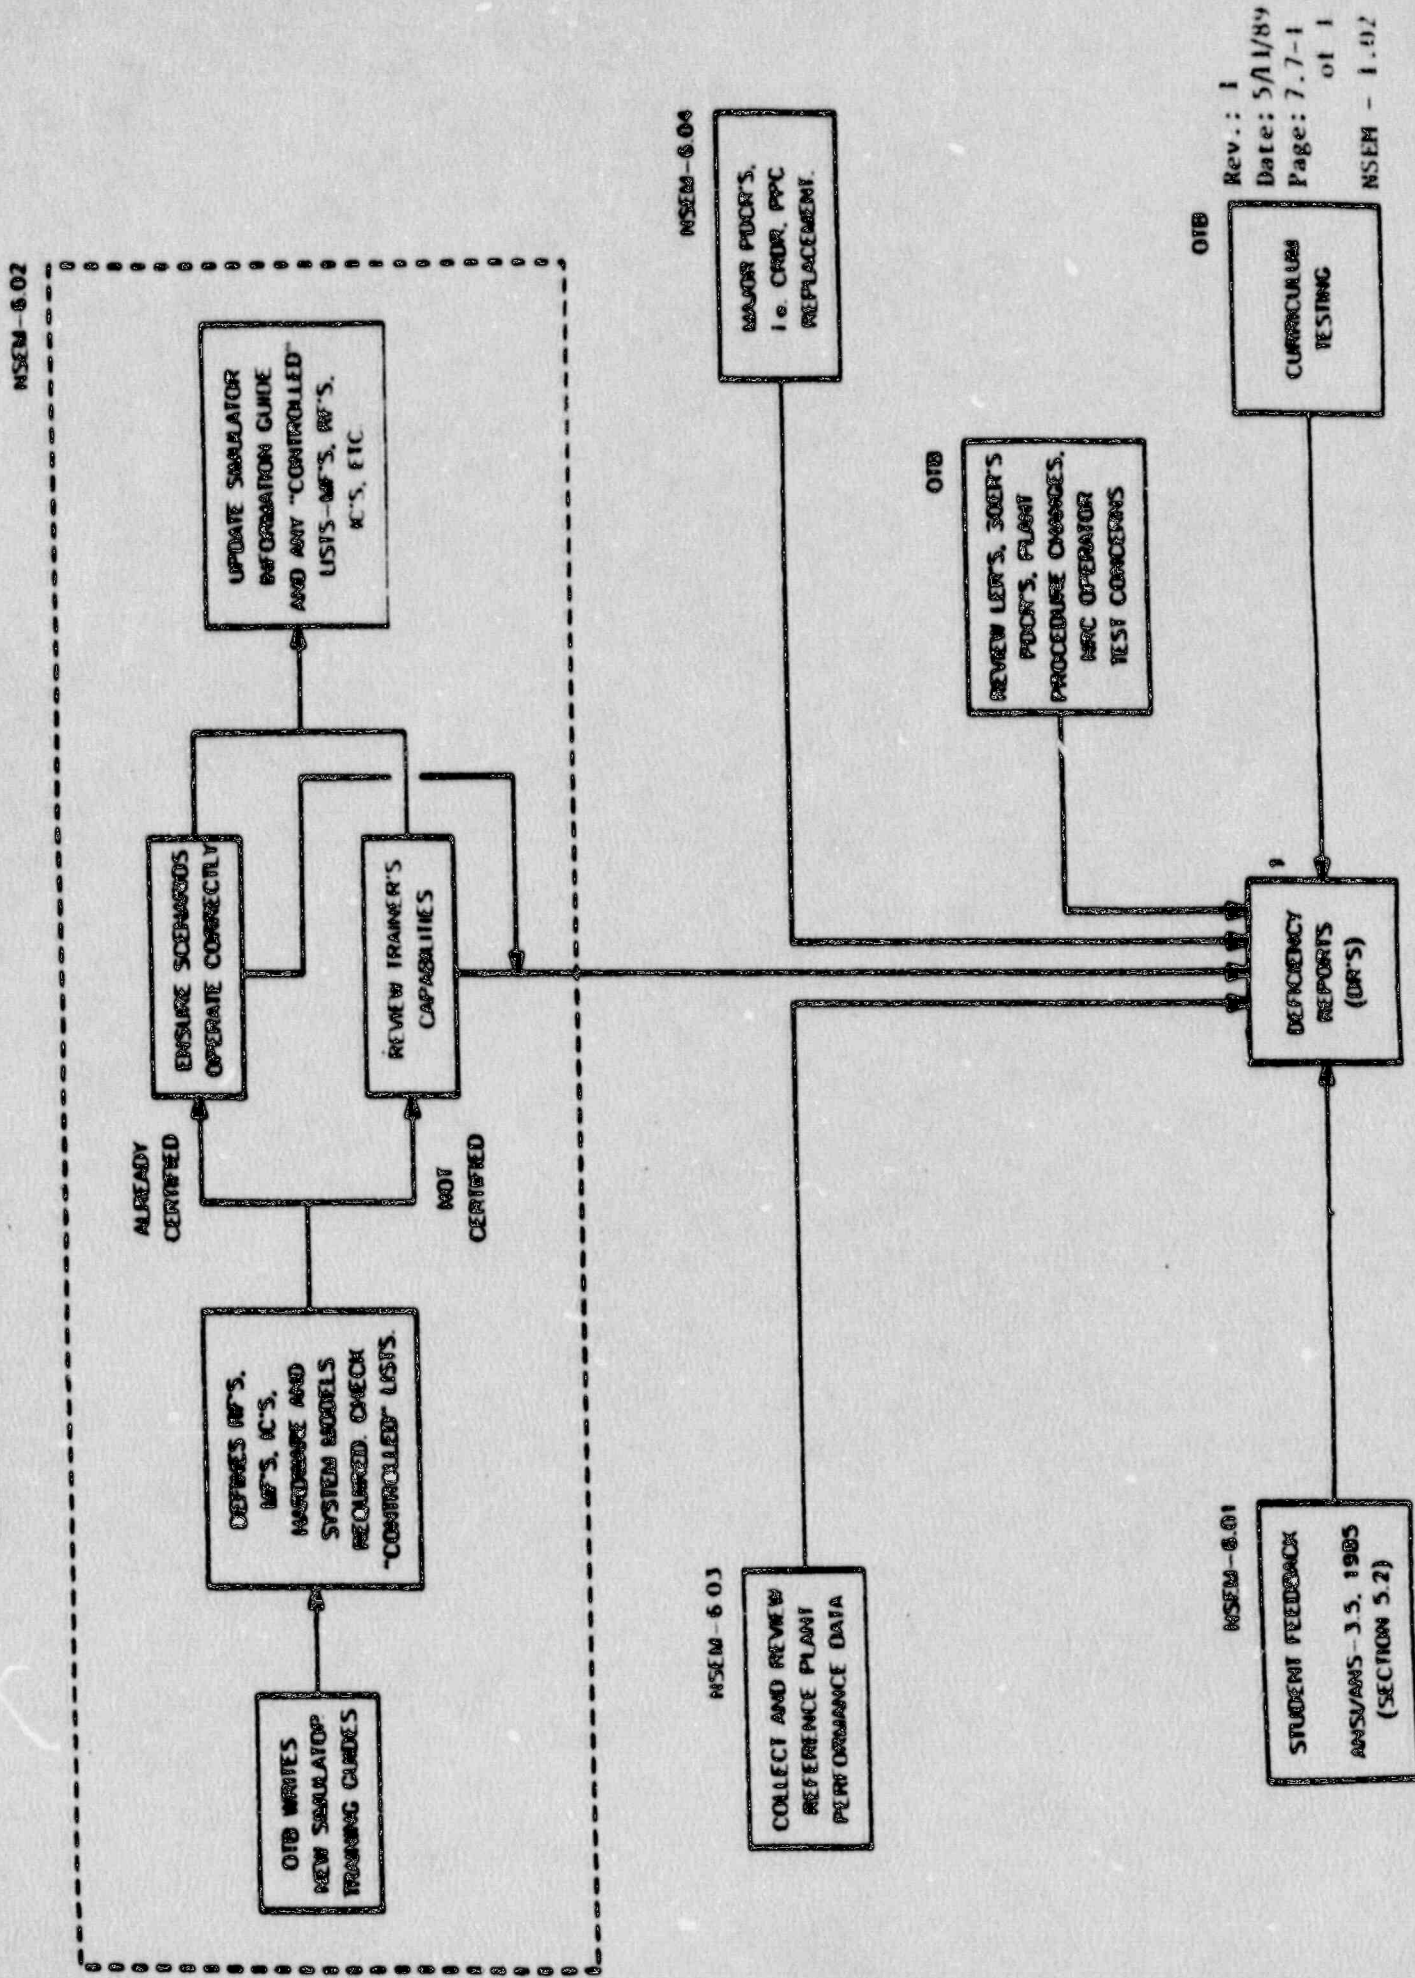 NSEM-6.02
OTB WRITES
NEW SIMULATOR
TRAINING GUIDES
DEFINES RF'S,
MF'S, IC'S,
HARDWARE AND
SYSTEM MODELS
REQUIRED. CHECK
"CONTROLLED" LISTS.
ALREADY
CERTIFIED
NOT
CERTIFIED
ENSURE SCENARIOS
OPERATE CORRECTLY
REVIEW TRAINER'S
CAPABILITIES
UPDATE SIMULATOR
INFORMATION GUIDE
AND ANY "CONTROLLED"
LISTS-MF'S, RF'S,
IC'S, ETC.
NSEM-6.03
COLLECT AND REVIEW
REFERENCE PLANT
PERFORMANCE DATA
NSEM-6.04
MAJOR PDCR'S,
i.e. CRDR, PPC
REPLACEMENT.
OTB
REVIEW LER'S, SOER'S
PDCR'S, PLANT
PROCEDURE CHANGES,
NRC OPERATOR
TEST CONCERNS
NSEM-6.01
STUDENT FEEDBACK
ANSI/ANS-3.5, 1985
(SECTION 5.2)
DEFICIENCY
REPORTS
(DR'S)
OTB
CURRICULUM
TESTING
Rev.: 1
Date: 5/11/89
Page: 7.7-1
of 1
NSEM - 1.02